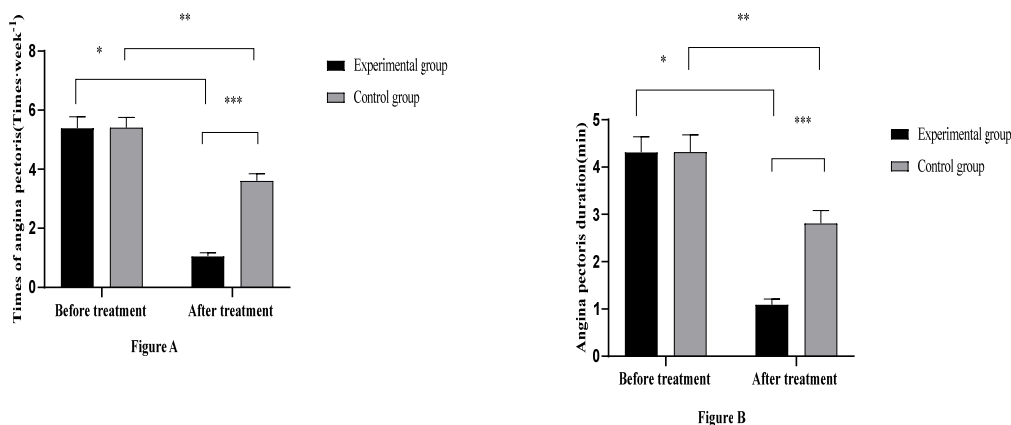 **
*
***
Times of angina pectoris(Times·week⁻¹)
8
6
4
2
0
Before treatment After treatment
Experimental group
Control group
Figure A
**
*
***
Angina pectoris duration(min)
5
4
3
2
1
0
Before treatment After treatment
Experimental group
Control group
Figure B